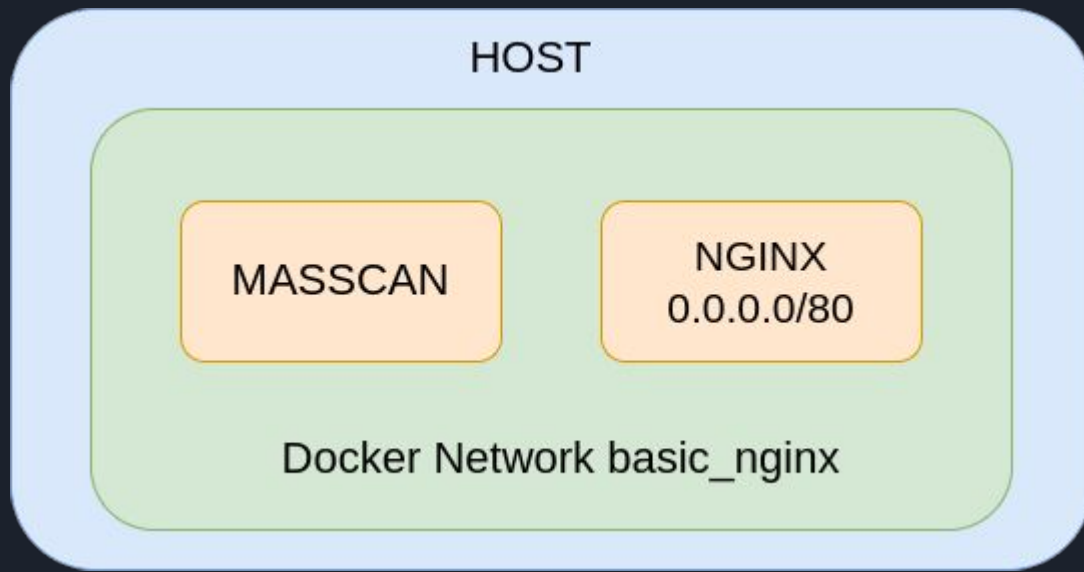 HOST
MASSCAN
NGINX
0.0.0.0/80
Docker Network basic_nginx